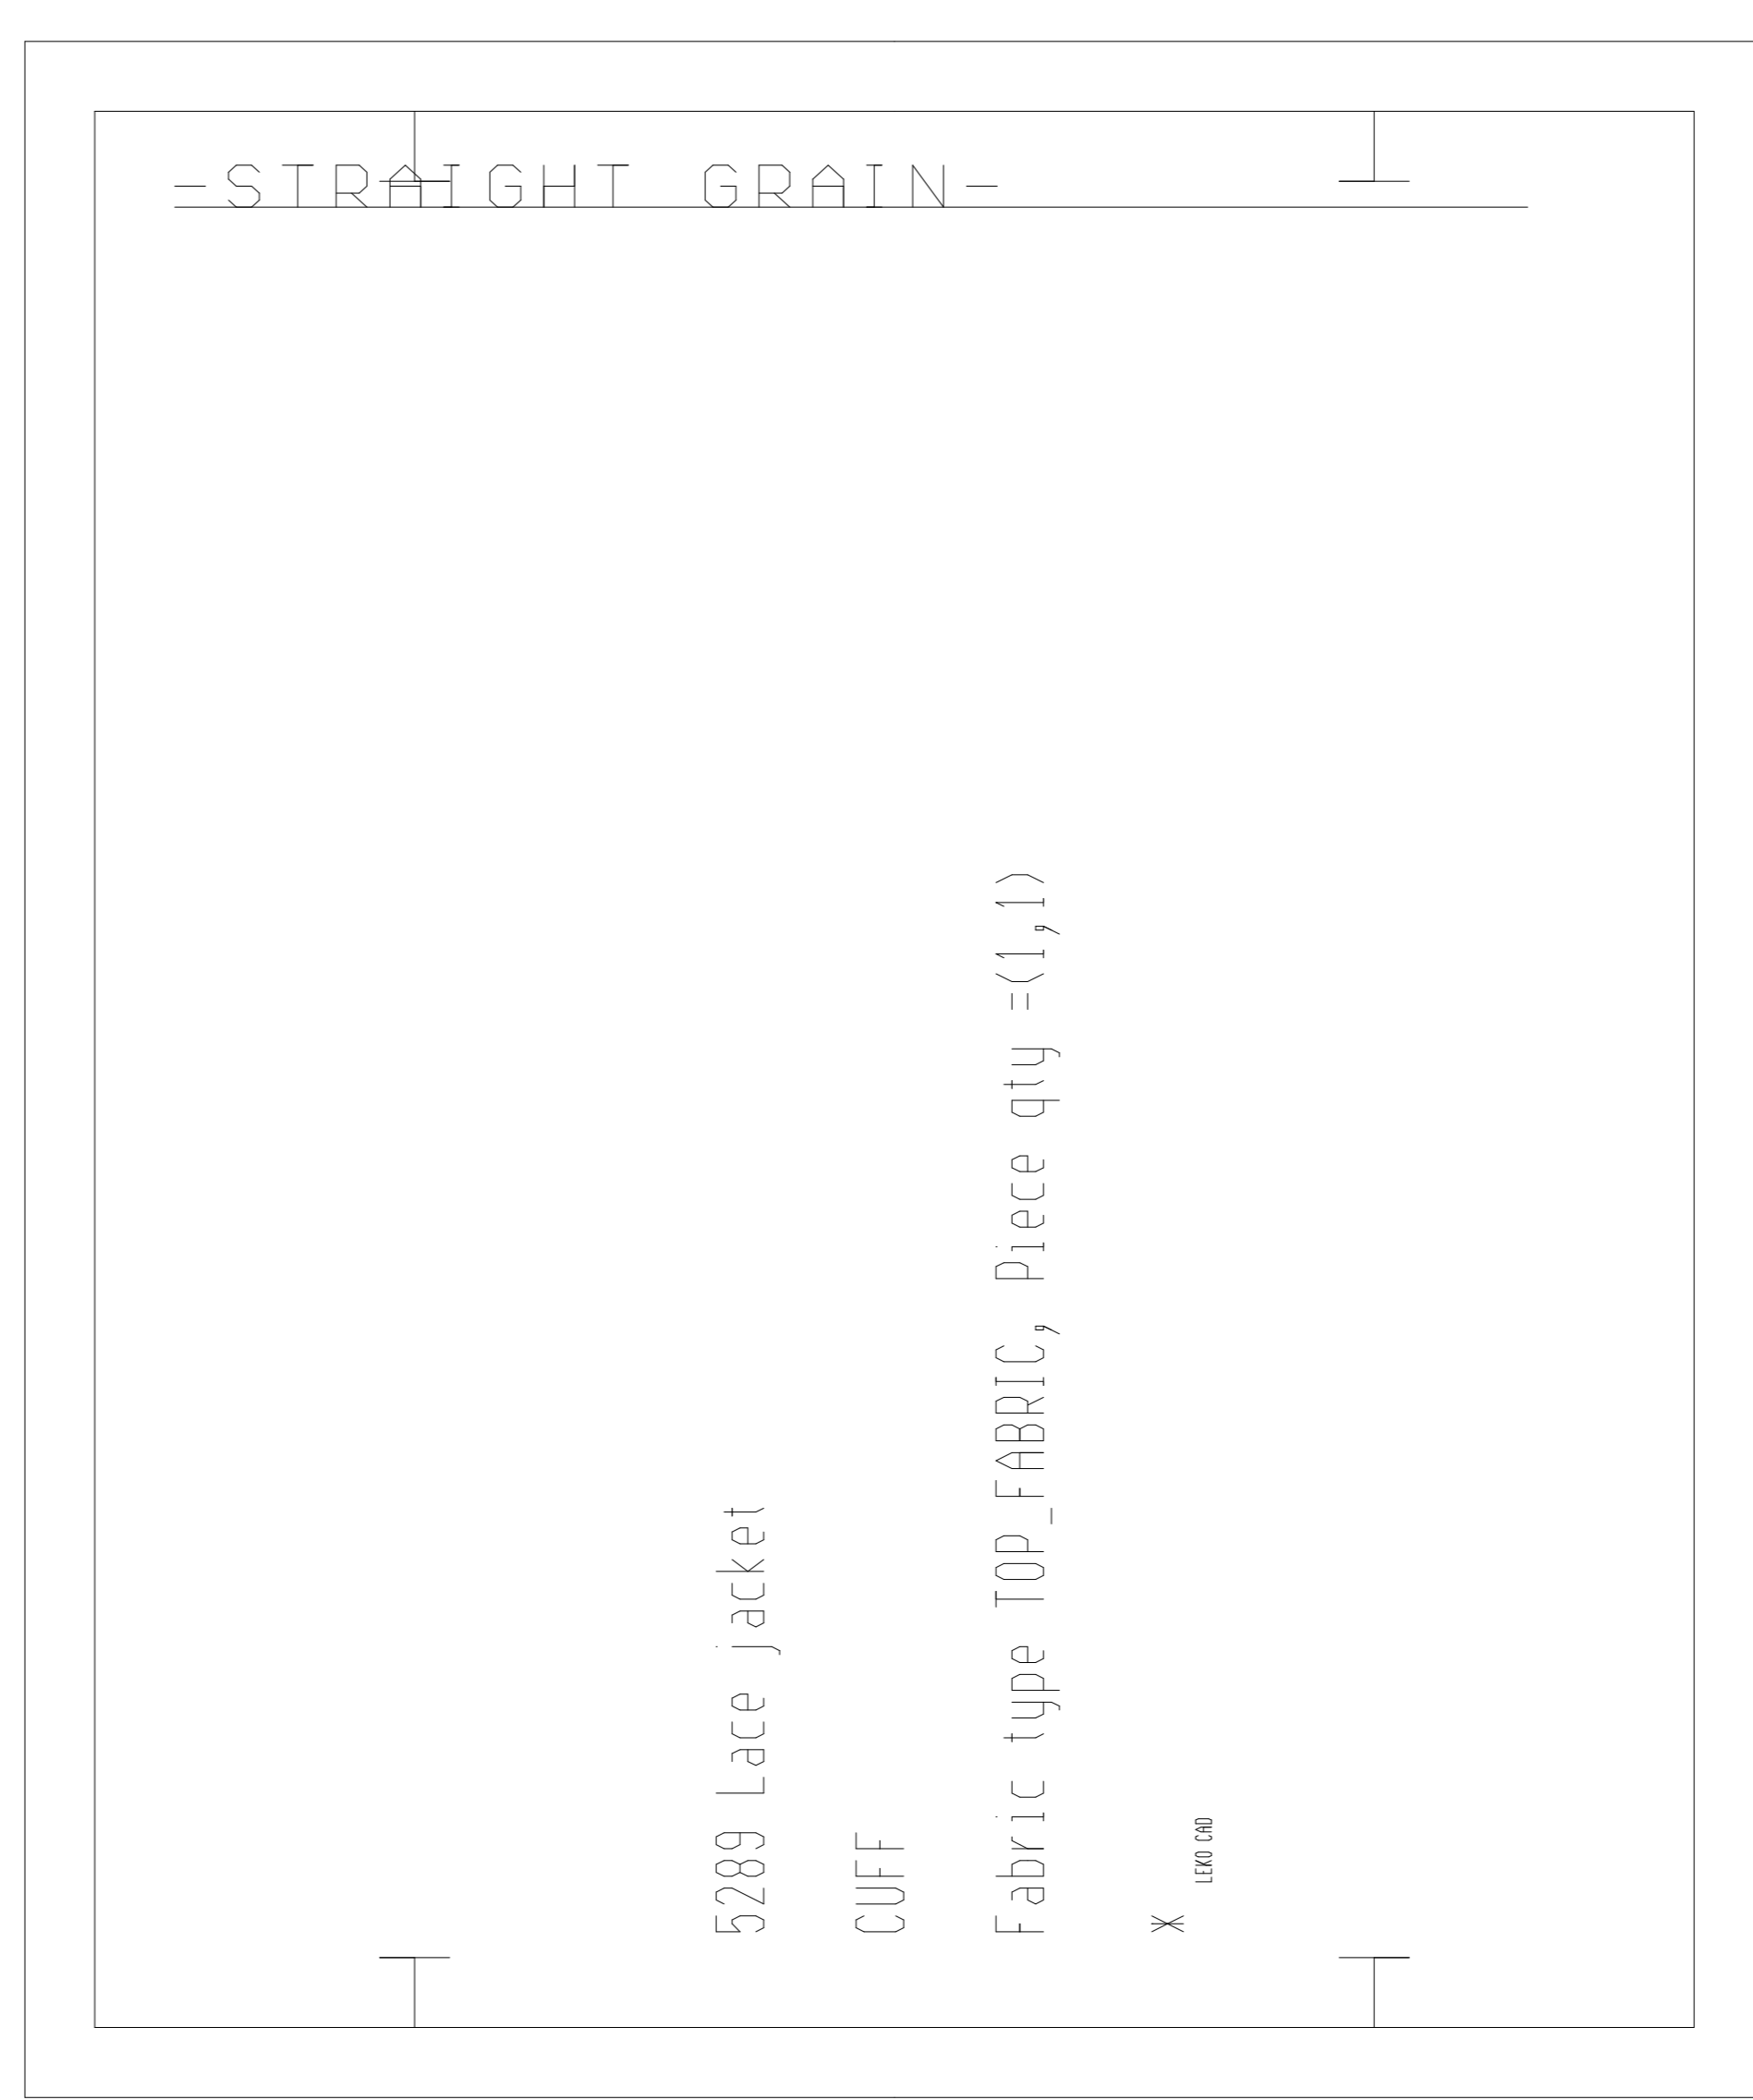 -STRAIGHT GRAIN-
5289 Lace jacket
CUFF
Fabric type TOP_FABRIC, Piece qty =(1,1)
* LEKO CAD